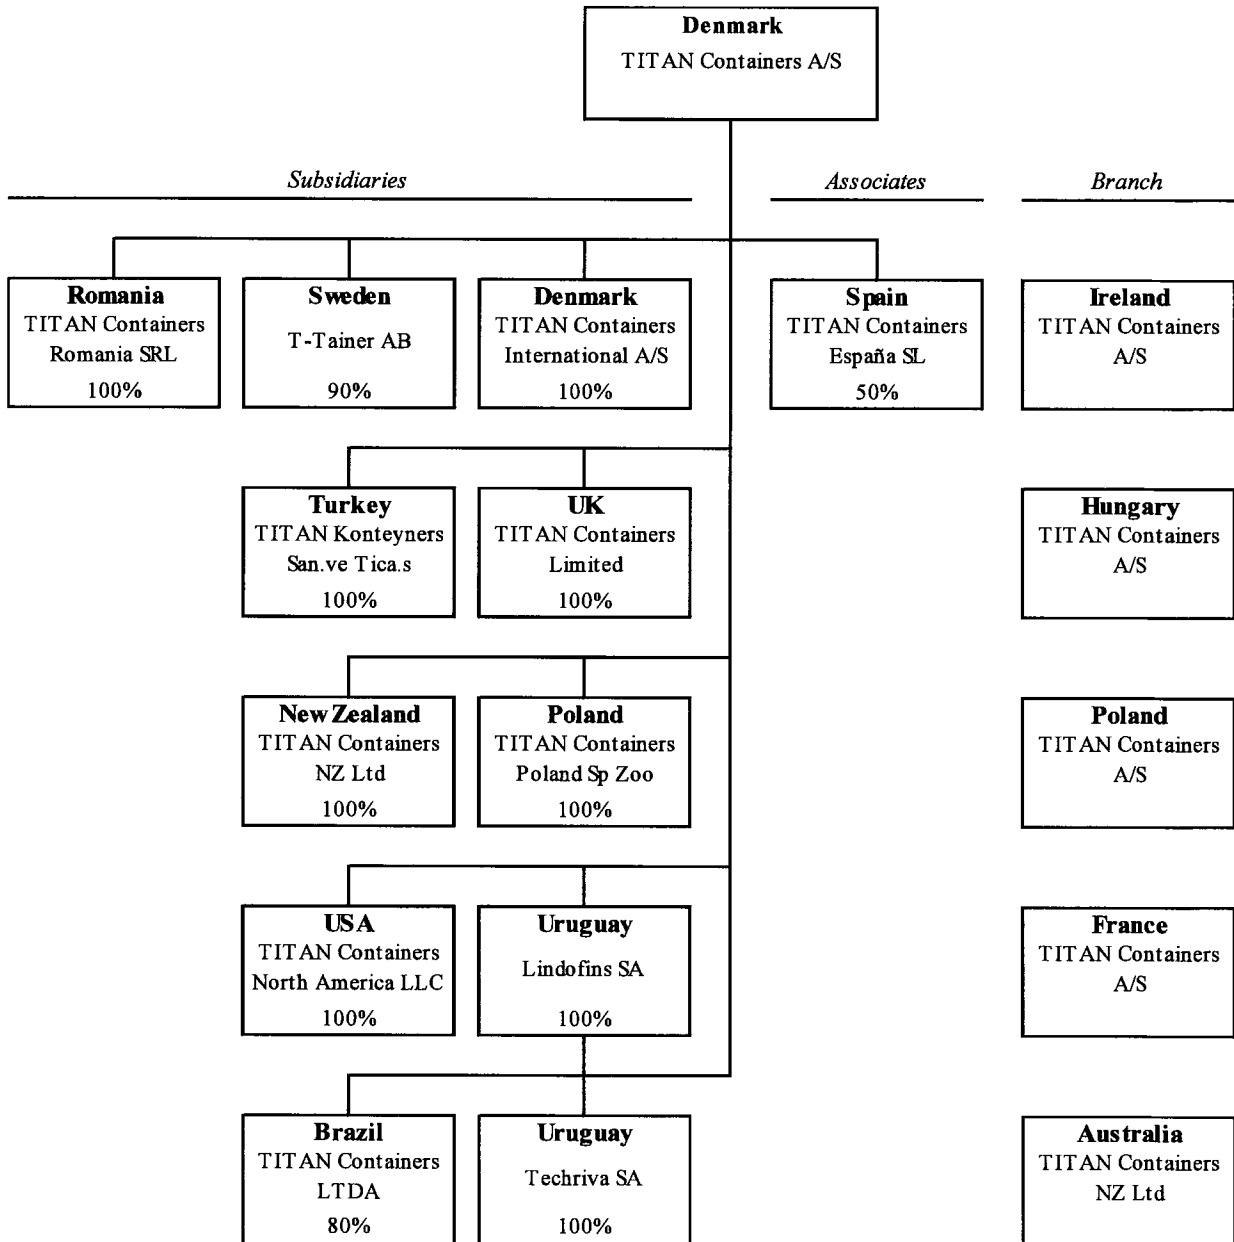 Denmark
TITAN Containers A/S
Subsidiaries
Associates
Branch
Romania
TITAN Containers
Romania SRL
100%
Sweden
T-Tainer AB
90%
Denmark
TITAN Containers
International A/S
100%
Spain
TITAN Containers
España SL
50%
Ireland
TITAN Containers
A/S
Turkey
TITAN Konteyners
San.ve Tica.s
100%
UK
TITAN Containers
Limited
100%
Hungary
TITAN Containers
A/S
New Zealand
TITAN Containers
NZ Ltd
100%
Poland
TITAN Containers
Poland Sp Zoo
100%
Poland
TITAN Containers
A/S
USA
TITAN Containers
North America LLC
100%
Uruguay
Lindofins SA
100%
France
TITAN Containers
A/S
Brazil
TITAN Containers
LTDA
80%
Uruguay
Techriva SA
100%
Australia
TITAN Containers
NZ Ltd